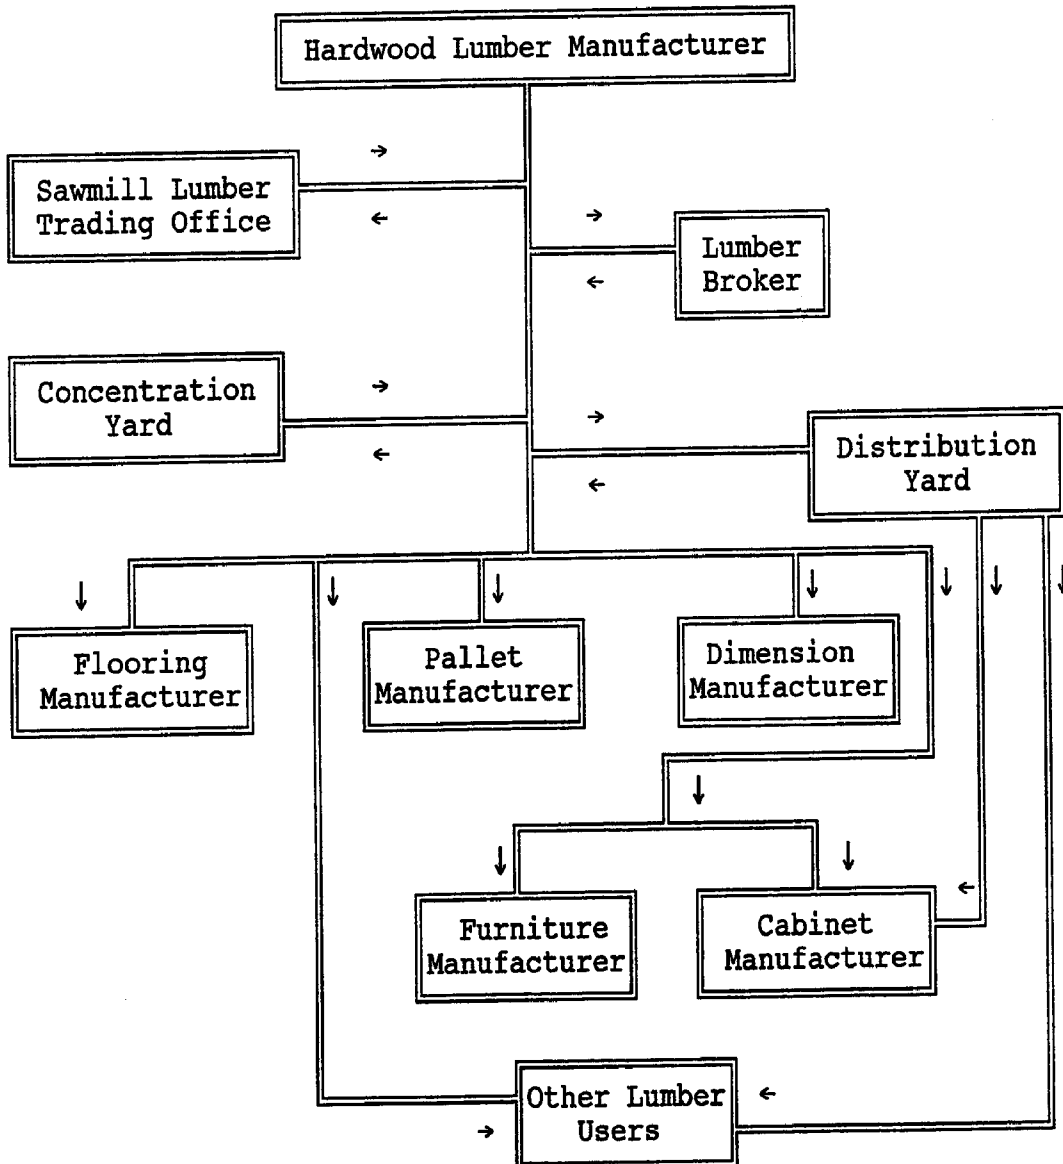 Hardwood Lumber Manufacturer
Sawmill Lumber
Trading Office
Lumber
Broker
Concentration
Yard
Distribution
Yard
Flooring
Manufacturer
Pallet
Manufacturer
Dimension
Manufacturer
Furniture
Manufacturer
Cabinet
Manufacturer
Other Lumber
Users